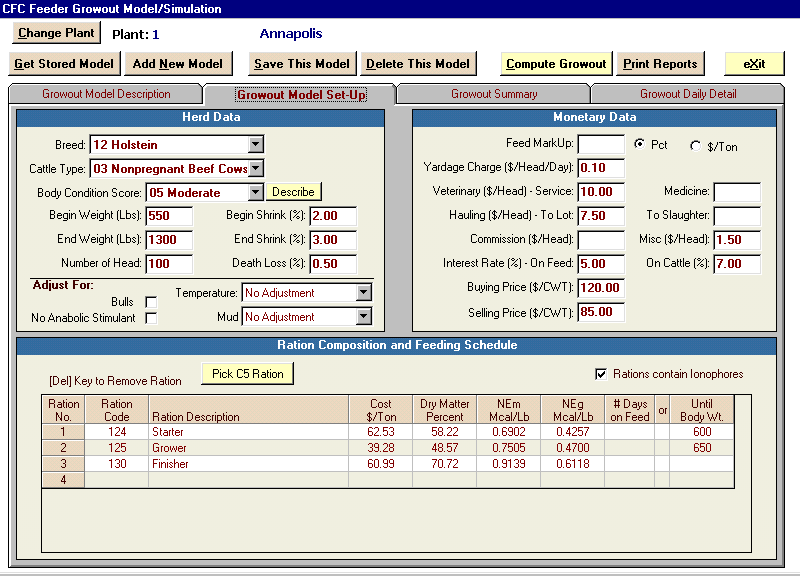 CFC Feeder Growout Model/Simulation
Change Plant Plant: 1 Annapolis
Get Stored Model Add New Model Save This Model Delete This Model Compute Growout Print Reports eXit
Growout Model Description Growout Model Set-Up Growout Summary Growout Daily Detail
Herd Data
Breed: 12 Holstein
Cattle Type: 03 Nonpregnant Beef Cows
Body Condition Score: 05 Moderate Describe
Begin Weight (Lbs): 550 Begin Shrink (%): 2.00
End Weight (Lbs): 1300 End Shrink (%): 3.00
Number of Head: 100 Death Loss (%): 0.50
Adjust For:
Bulls Temperature: No Adjustment
No Anabolic Stimulant Mud No Adjustment
Monetary Data
Feed MarkUp: Pct $/Ton
Yardage Charge ($/Head/Day): 0.10
Veterinary ($/Head) - Service: 10.00 Medicine:
Hauling ($/Head) - To Lot: 7.50 To Slaughter:
Commission ($/Head): Misc ($/Head): 1.50
Interest Rate (%) - On Feed: 5.00 On Cattle (%): 7.00
Buying Price ($/CWT): 120.00
Selling Price ($/CWT): 85.00
Ration Composition and Feeding Schedule
[Del] Key to Remove Ration Pick C5 Ration Rations contain Ionophores
Ration Ration Cost Dry Matter NEm NEg # Days or Until
No. Code Ration Description $/Ton Percent Mcal/Lb Mcal/Lb on Feed Body Wt.
1 124 Starter 62.53 58.22 0.6902 0.4257 600
2 125 Grower 39.28 48.57 0.7505 0.4700 650
3 130 Finisher 60.99 70.72 0.9139 0.6118
4